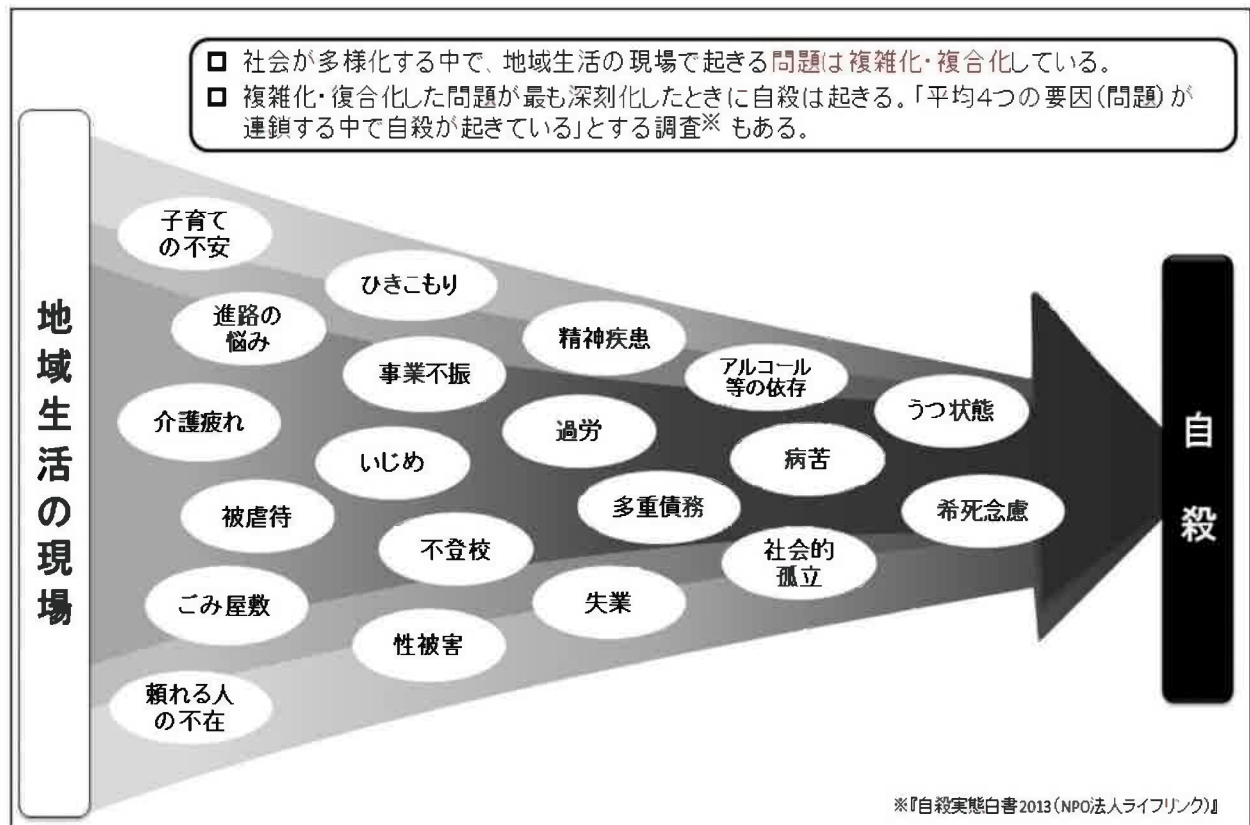 □ 社会が多様化する中で、地域生活の現場で起きる問題は複雑化・複合化している。
□ 複雑化・復合化した問題が最も深刻化したときに自殺は起きる。「平均4つの要因(問題)が
連鎖する中で自殺が起きている」とする調査※ もある。
地域生活の現場
子育て
の不安
進路の
悩み
介護疲れ
被虐待
ごみ屋敷
頼れる人
の不在
ひきこもり
事業不振
いじめ
不登校
性被害
精神疾患
過労
多重債務
失業
アルコール
等の依存
病苦
社会的
孤立
うつ状態
希死念慮
自殺
※『自殺実態白書2013(NPO法人ライフリンク)』